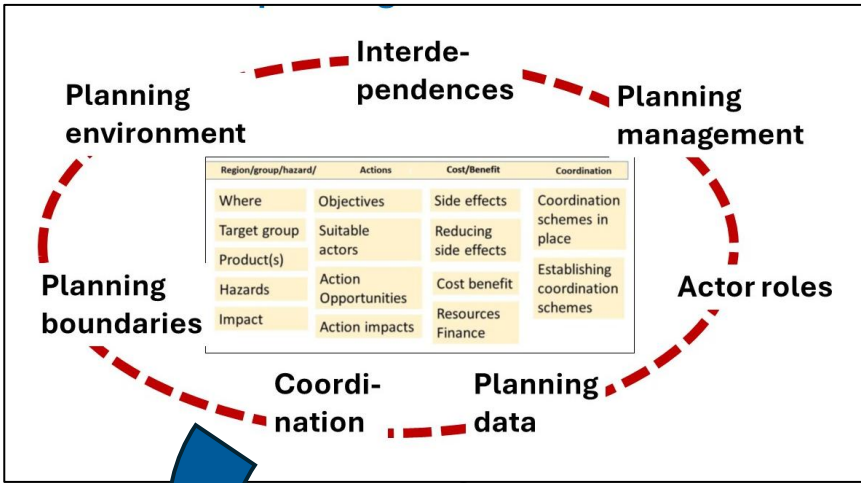 Interde-
pendences
Planning
environment
Planning
management
Region/group/hazard/ Actions Cost/Benefit Coordination
Where
Target group
Product(s)
Hazards
Impact
Objectives
Suitable
actors
Action
Opportunities
Action impacts
Side effects
Reducing
side effects
Cost benefit
Resources
Finance
Coordination
schemes in
place
Establishing
coordination
schemes
Planning
boundaries
Actor roles
Coordi-
nation
Planning
data